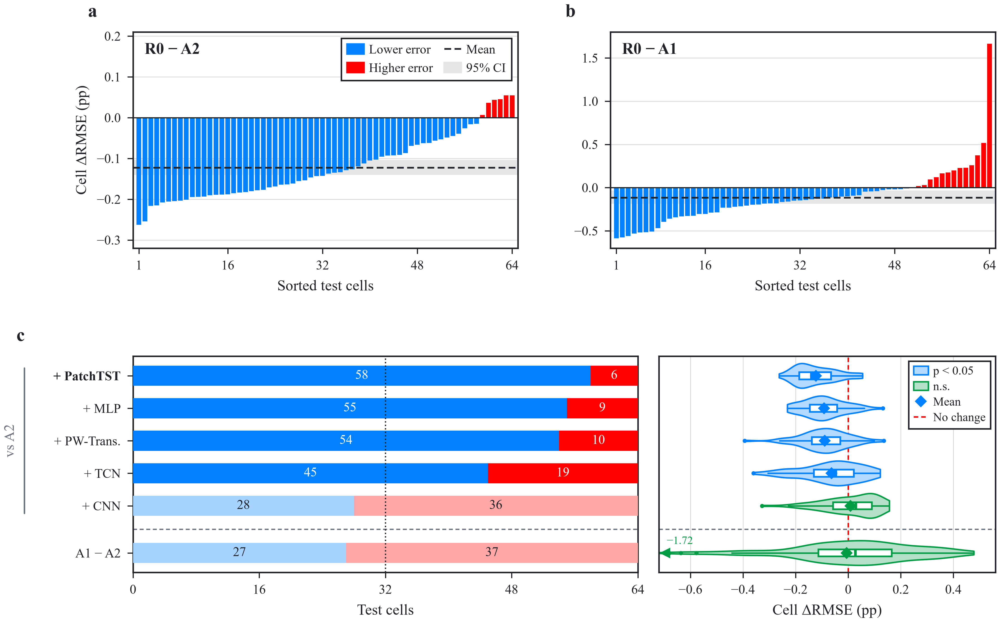 a
R0 − A2
Lower error
Higher error
Mean
95% CI
0.2
0.1
0.0
−0.1
−0.2
−0.3
Cell ΔRMSE (pp)
1 16 32 48 64
Sorted test cells
b
R0 − A1
1.5
1.0
0.5
0.0
−0.5
1 16 32 48 64
Sorted test cells
c
vs A2
+ PatchTST 58 6
+ MLP 55 9
+ PW-Trans. 54 10
+ TCN 45 19
+ CNN 28 36
A1 − A2 27 37
0 16 32 48 64
Test cells
p < 0.05
n.s.
Mean
No change
−1.72
−0.6 −0.4 −0.2 0 0.2 0.4
Cell ΔRMSE (pp)